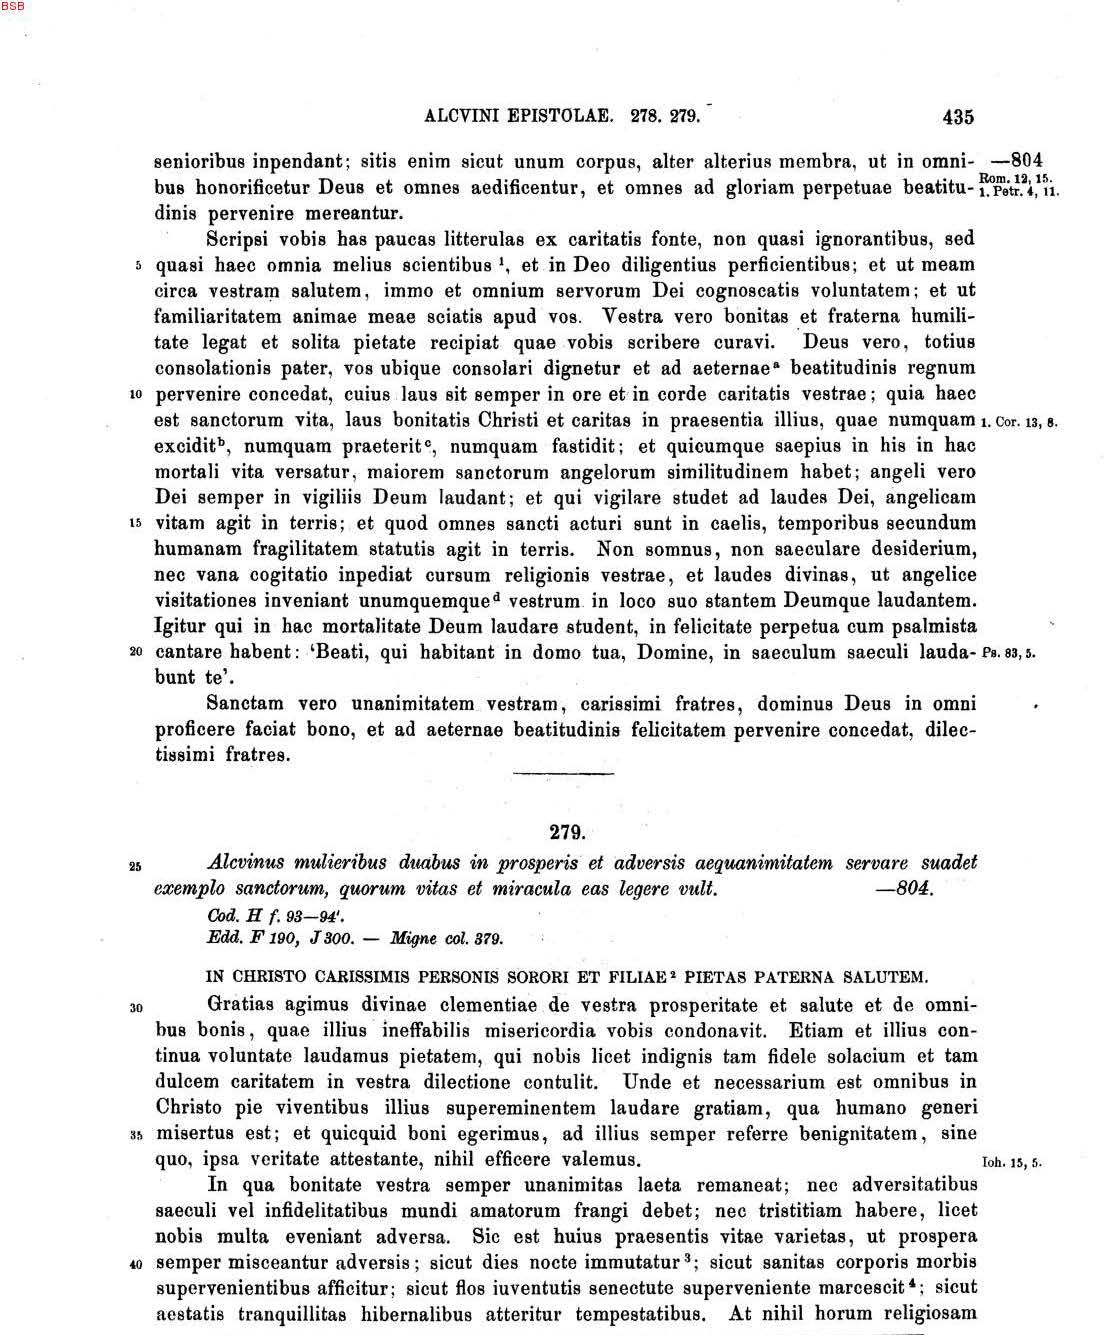 BSB
ALCVINI EPISTOLAE. 278. 279. 435
senioribus inpendant; sitis enim sicut unum corpus, alter alterius membra, ut in omni- —804
bus honorificetur Deus et omnes aedificentur, et omnes ad gloriam perpetuae beatitu- Rom. 12, 15. 1. Petr. 4, 11.
dinis pervenire mereantur.
Scripsi vobis has paucas litterulas ex caritatis fonte, non quasi ignorantibus, sed
5 quasi haec omnia melius scientibus ¹, et in Deo diligentius perficientibus; et ut meam
circa vestram salutem, immo et omnium servorum Dei cognoscatis voluntatem; et ut
familiaritatem animae meae sciatis apud vos. Vestra vero bonitas et fraterna humili-
tate legat et solita pietate recipiat quae vobis scribere curavi. Deus vero, totius
consolationis pater, vos ubique consolari dignetur et ad aeternaeᵃ beatitudinis regnum
10 pervenire concedat, cuius laus sit semper in ore et in corde caritatis vestrae; quia haec
est sanctorum vita, laus bonitatis Christi et caritas in praesentia illius, quae numquam 1. Cor. 13, 8.
exciditᵇ, numquam praeteritᶜ, numquam fastidit; et quicumque saepius in his in hac
mortali vita versatur, maiorem sanctorum angelorum similitudinem habet; angeli vero
Dei semper in vigiliis Deum laudant; et qui vigilare studet ad laudes Dei, angelicam
15 vitam agit in terris; et quod omnes sancti acturi sunt in caelis, temporibus secundum
humanam fragilitatem statutis agit in terris. Non somnus, non saeculare desiderium,
nec vana cogitatio inpediat cursum religionis vestrae, et laudes divinas, ut angelice
visitationes inveniant unumquemqueᵈ vestrum in loco suo stantem Deumque laudantem.
Igitur qui in hac mortalitate Deum laudare student, in felicitate perpetua cum psalmista
20 cantare habent: ‘Beati, qui habitant in domo tua, Domine, in saeculum saeculi lauda- Ps. 83, 5.
bunt te’.
Sanctam vero unanimitatem vestram, carissimi fratres, dominus Deus in omni
proficere faciat bono, et ad aeternae beatitudinis felicitatem pervenire concedat, dilec-
tissimi fratres.
279.
25 Alcvinus mulieribus duabus in prosperis et adversis aequanimitatem servare suadet
exemplo sanctorum, quorum vitas et miracula eas legere vult. —804.
Cod. H f. 93—94'.
Edd. F 190, J 300. — Migne col. 379.
IN CHRISTO CARISSIMIS PERSONIS SORORI ET FILIAE ² PIETAS PATERNA SALUTEM.
30 Gratias agimus divinae clementiae de vestra prosperitate et salute et de omni-
bus bonis, quae illius ineffabilis misericordia vobis condonavit. Etiam et illius con-
tinua voluntate laudamus pietatem, qui nobis licet indignis tam fidele solacium et tam
dulcem caritatem in vestra dilectione contulit. Unde et necessarium est omnibus in
Christo pie viventibus illius supereminentem laudare gratiam, qua humano generi
35 misertus est; et quicquid boni egerimus, ad illius semper referre benignitatem, sine
quo, ipsa veritate attestante, nihil efficere valemus. Ioh. 15, 5.
In qua bonitate vestra semper unanimitas laeta remaneat; nec adversitatibus
saeculi vel infidelitatibus mundi amatorum frangi debet; nec tristitiam habere, licet
nobis multa eveniant adversa. Sic est huius praesentis vitae varietas, ut prospera
40 semper misceantur adversis; sicut dies nocte immutatur ³; sicut sanitas corporis morbis
supervenientibus afficitur; sicut flos iuventutis senectute superveniente marcescit ⁴; sicut
aestatis tranquillitas hibernalibus atteritur tempestatibus. At nihil horum religiosam